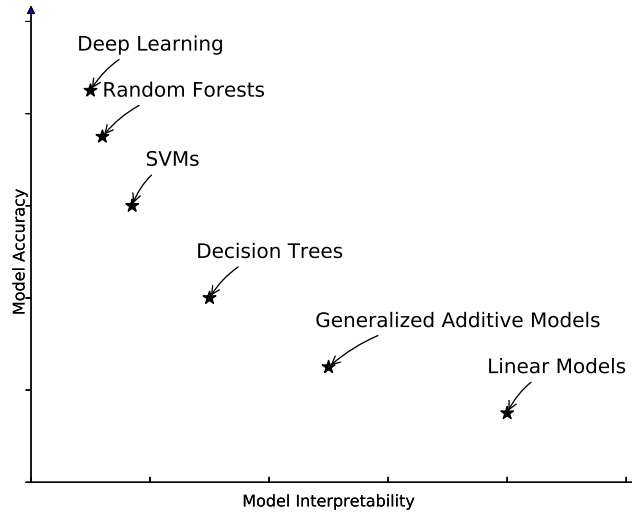 Deep Learning
Random Forests
SVMs
Decision Trees
Generalized Additive Models
Linear Models
Model Accuracy
Model Interpretability